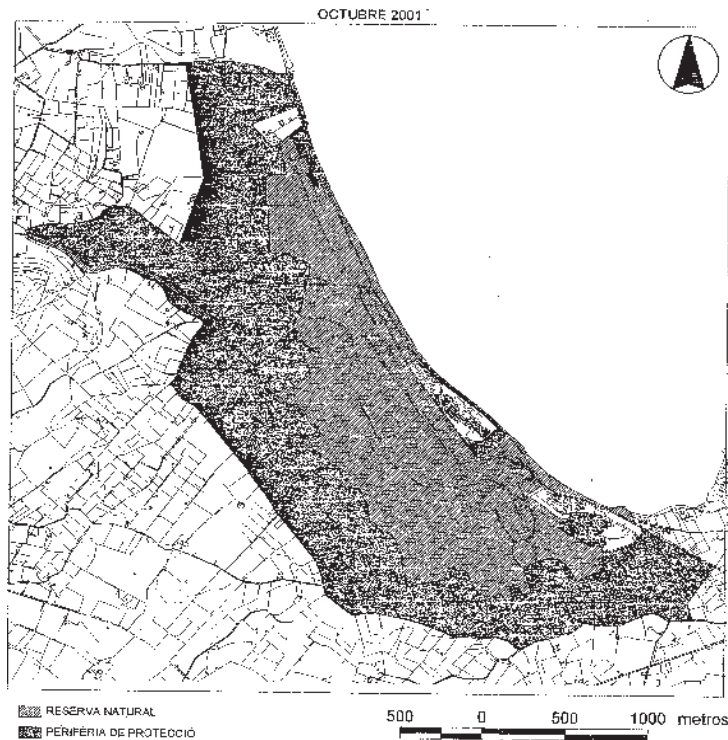 OCTUBRE 2001
RESERVA NATURAL
PERIFÈRIA DE PROTECCIÓ
500 0 500 1000 metros